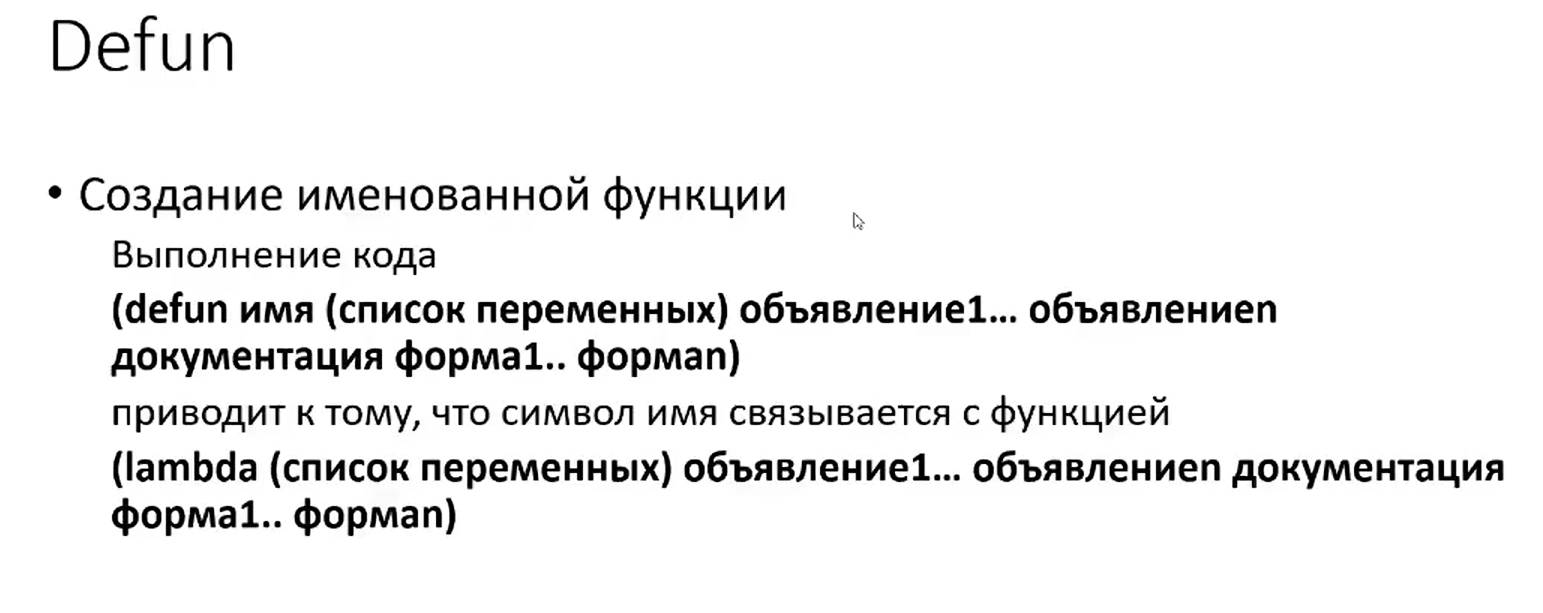 Defun
• Создание именованной функции
Выполнение кода
(defun имя (список переменных) объявление1... объявлениеn
документация форма1.. формаn)
приводит к тому, что символ имя связывается с функцией
(lambda (список переменных) объявление1... объявлениеn документация
форма1.. формаn)